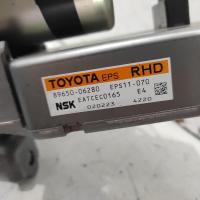 TOYOTA EPS RHD
89650-06280 EPS11-070
NSK EATCEC0165 E4
020223 4220